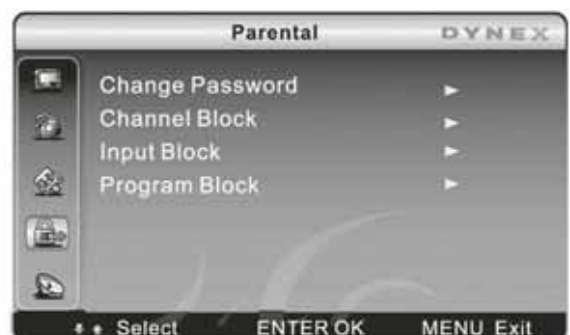 Parental DYNEX
Change Password
Channel Block
Input Block
Program Block
Select ENTER OK MENU Exit